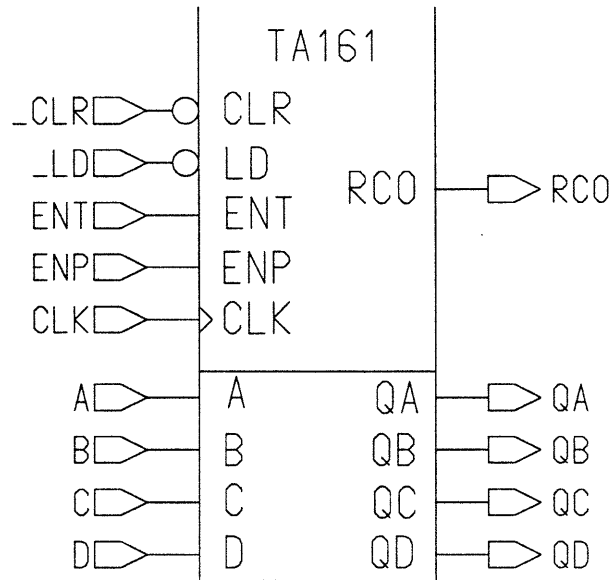 TA161
_CLR CLR
_LD LD
RCO RCO
ENT ENT
ENP ENP
CLK CLK
A A QA QA
B B QB QB
C C QC QC
D D QD QD